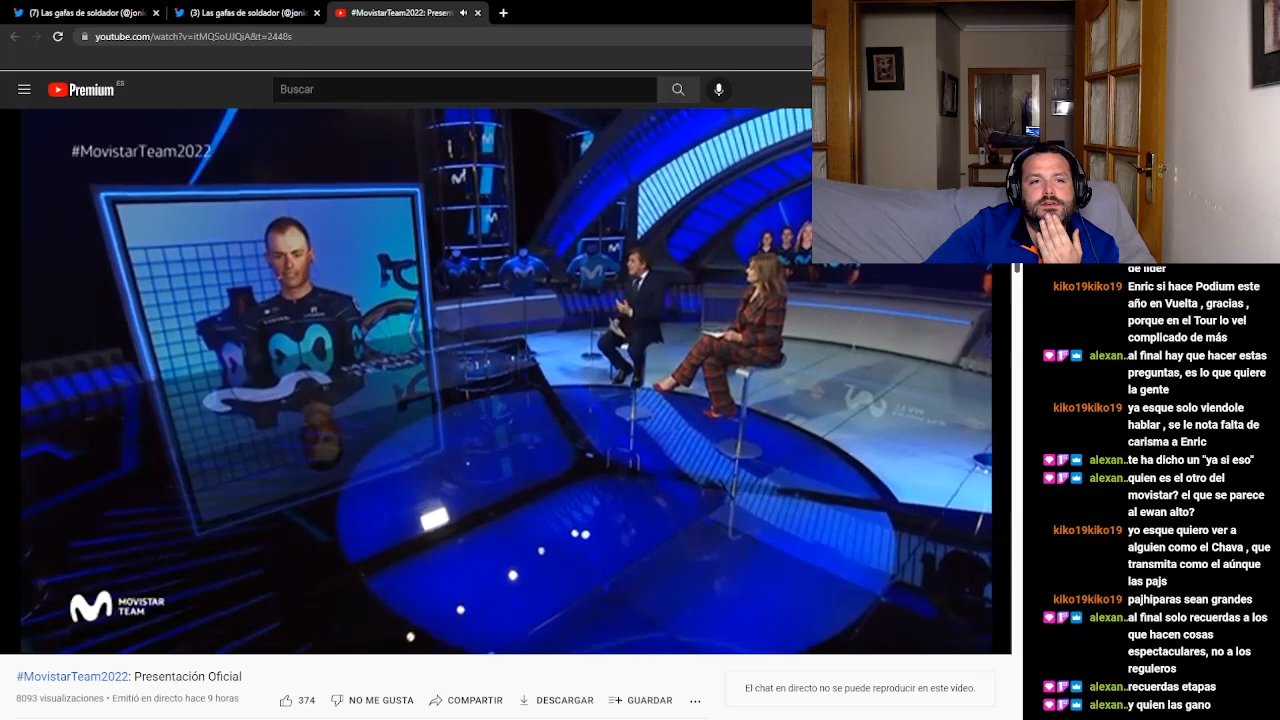 (7) Las gafas de soldador (@jonk
(3) Las gafas de soldador (@jonk
#MovistarTeam2022: Present
youtube.com/watch?v=itMQSoUJQiA&t=2448s
Premium ES
Buscar
#MovistarTeam2022
MOVISTAR
TEAM
#MovistarTeam2022: Presentación Oficial
8093 visualizaciones • Emitió en directo hace 9 horas
374
NO ME GUSTA
COMPARTIR
DESCARGAR
GUARDAR
El chat en directo no se puede reproducir en este vídeo.
de lider
kiko19kiko19 Enric si hace Podium este
año en Vuelta , gracias ,
porque en el Tour lo vel
complicado de más
alexan.. al final hay que hacer estas
preguntas, es lo que quiere
la gente
kiko19kiko19 ya esque solo viendole
hablar , se le nota falta de
carisma a Enric
alexan.. te ha dicho un "ya si eso"
alexan.. quien es el otro del
movistar? el que se parece
al ewan alto?
kiko19kiko19 yo esque quiero ver a
alguien como el Chava , que
transmita como el aúnque
las pajs
kiko19kiko19 pajhiparas sean grandes
alexan.. al final solo recuerdas a los
que hacen cosas
espectaculares, no a los
reguleros
alexan.. recuerdas etapas
alexan.. y quien las gano